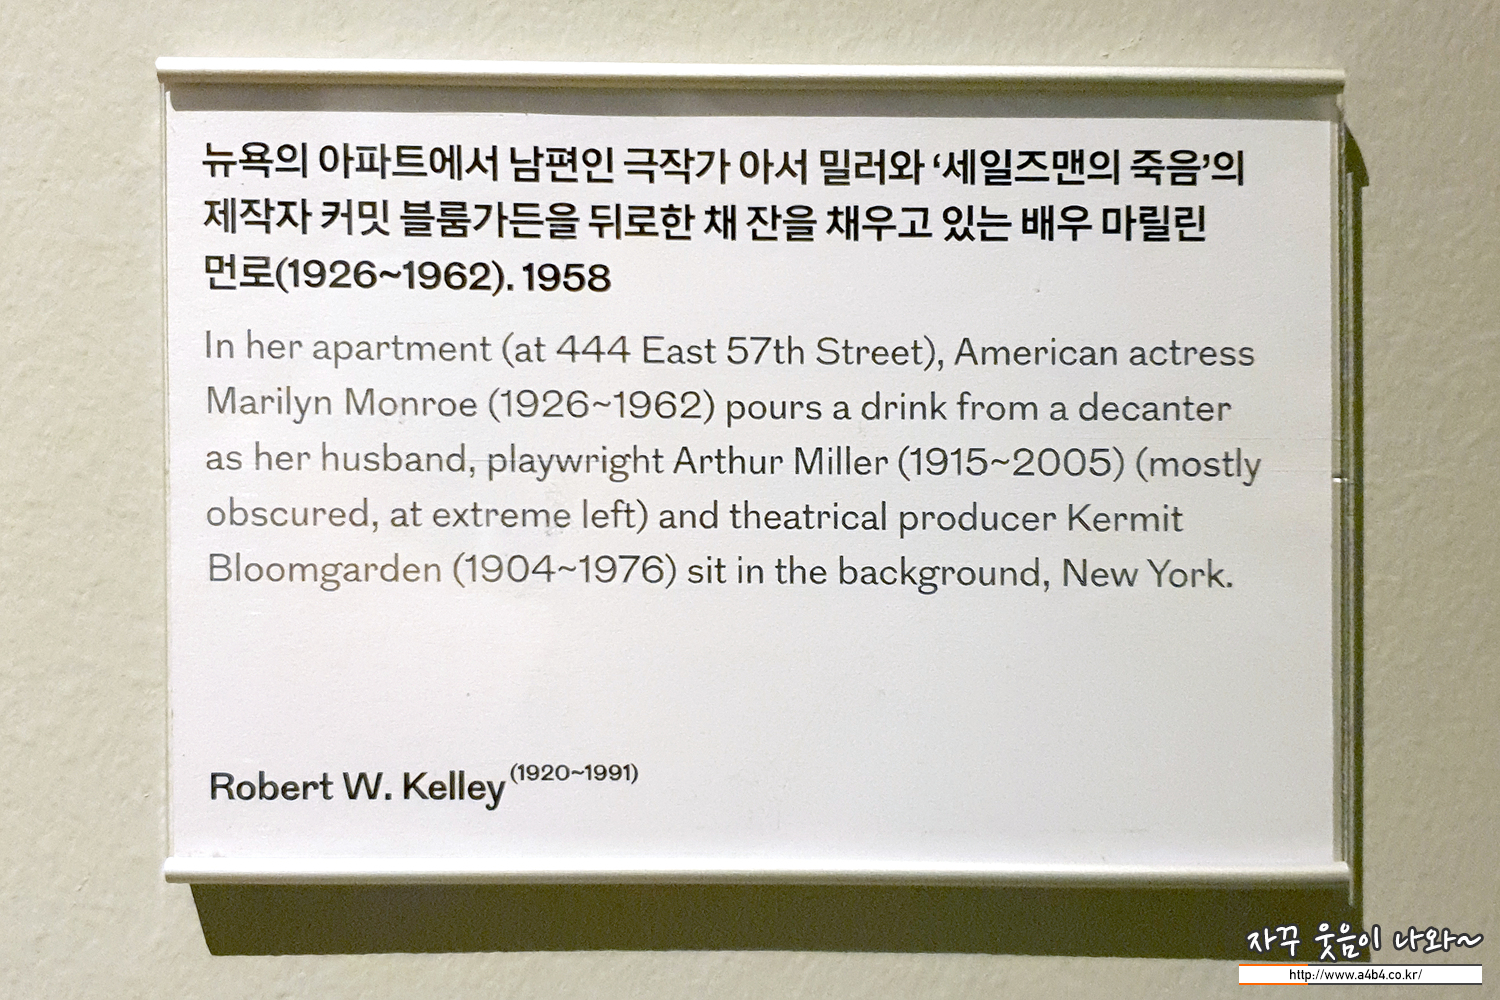 뉴욕의 아파트에서 남편인 극작가 아서 밀러와 ‘세일즈맨의 죽음’의
제작자 커밋 블룸가든을 뒤로한 채 잔을 채우고 있는 배우 마릴린
먼로(1926~1962). 1958
In her apartment (at 444 East 57th Street), American actress
Marilyn Monroe (1926~1962) pours a drink from a decanter
as her husband, playwright Arthur Miller (1915~2005) (mostly
obscured, at extreme left) and theatrical producer Kermit
Bloomgarden (1904~1976) sit in the background, New York.
Robert W. Kelley (1920~1991)
자꾸 웃음이 나와~
http://www.a4b4.co.kr/